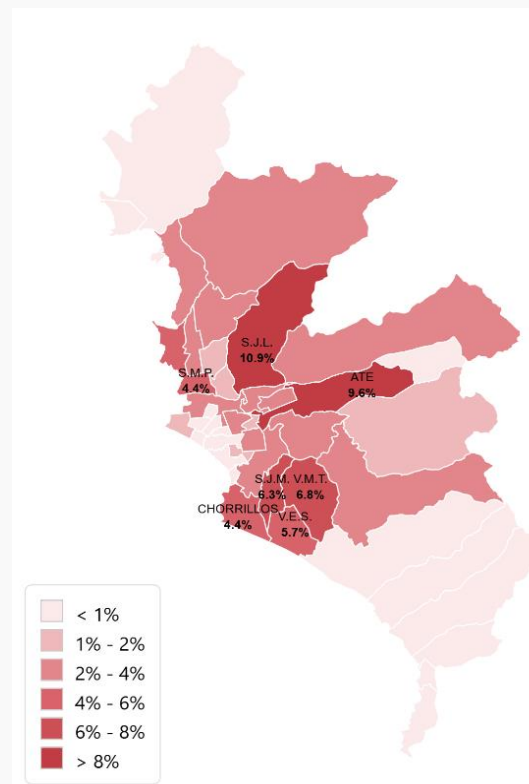 S.J.L.
10.9%
S.M.P.
4.4%
ATE
9.6%
S.J.M. V.M.T.
6.3% 6.8%
CHORRILLOS V.E.S.
4.4% 5.7%
< 1%
1% - 2%
2% - 4%
4% - 6%
6% - 8%
> 8%